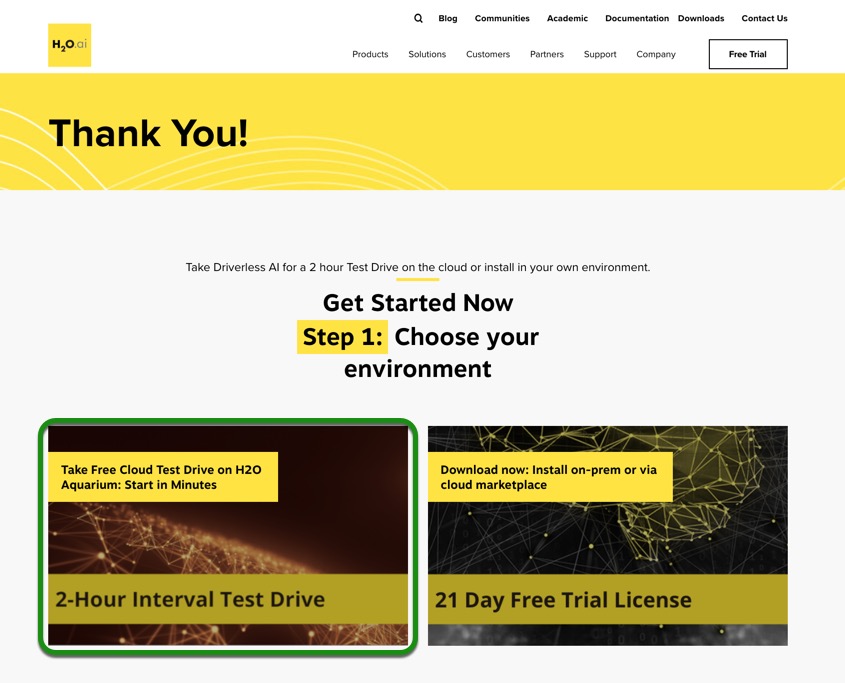 Blog Communities Academic Documentation Downloads Contact Us
H2O.ai
Products Solutions Customers Partners Support Company Free Trial
Thank You!
Take Driverless AI for a 2 hour Test Drive on the cloud or install in your own environment.
Get Started Now
Step 1: Choose your
environment
Take Free Cloud Test Drive on H2O
Aquarium: Start in Minutes
2-Hour Interval Test Drive
Download now: Install on-prem or via
cloud marketplace
21 Day Free Trial License